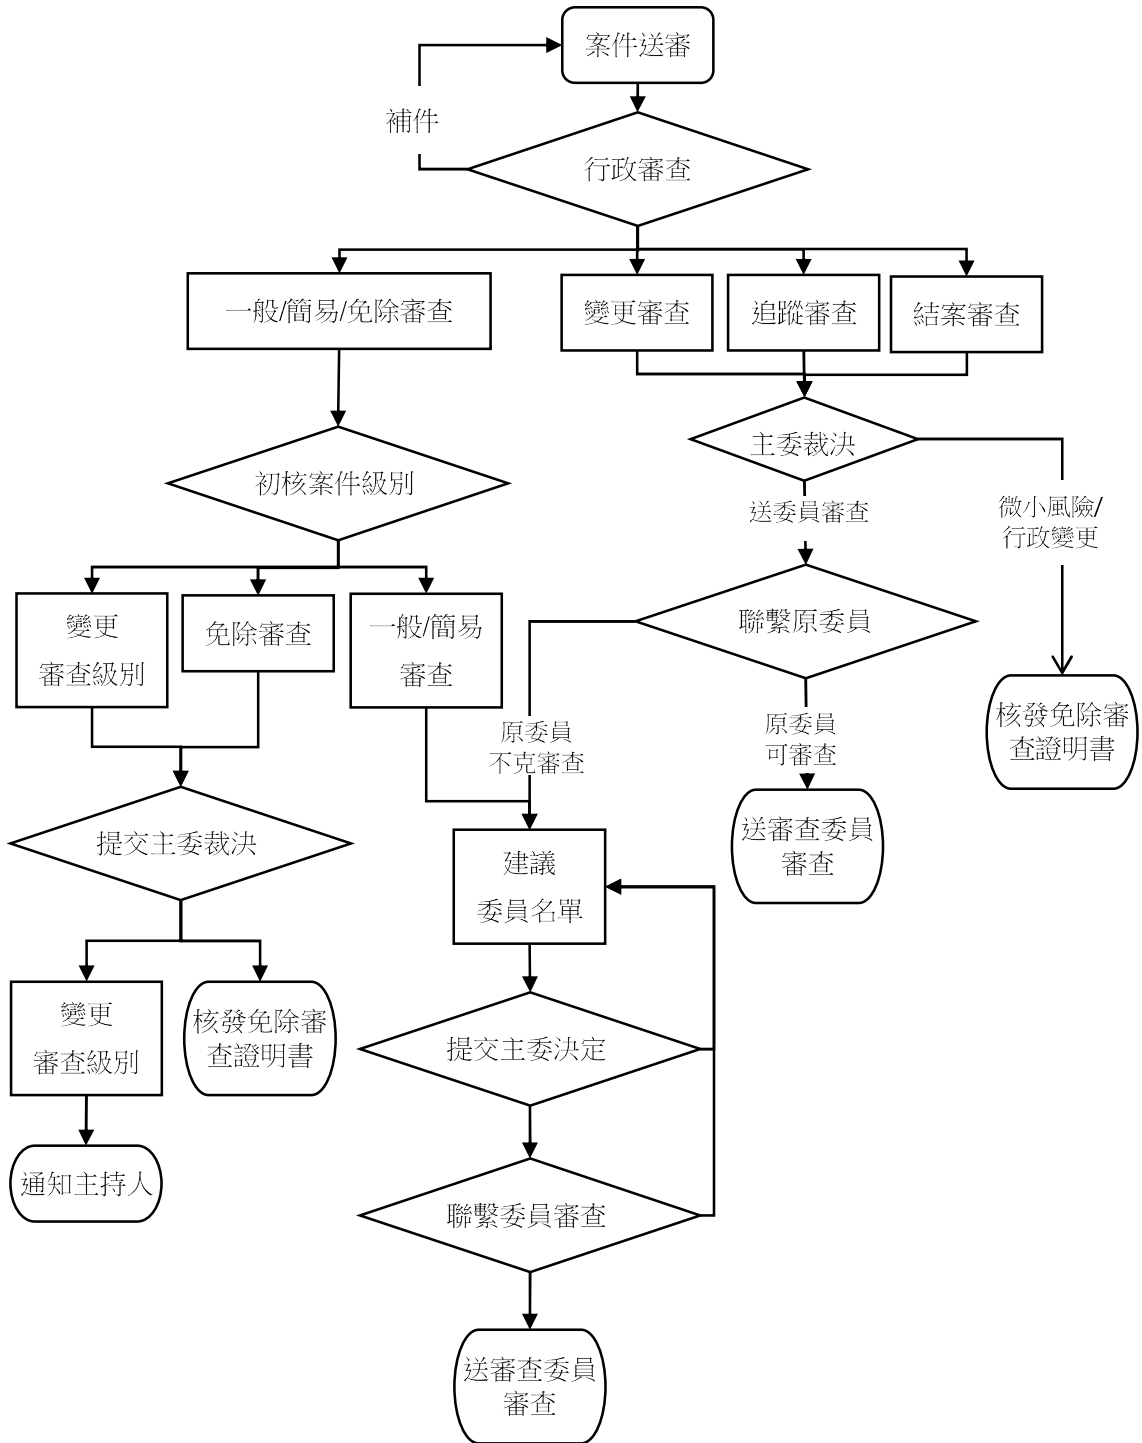 案件送審
補件
行政審查
一般/簡易/免除審查
變更審查
追蹤審查
結案審查
主委裁決
初核案件級別
送委員審查
微小風險/
行政變更
變更
審查級別
免除審查
一般/簡易
審查
聯繫原委員
原委員
不克審查
原委員
可審查
核發免除審
查證明書
提交主委裁決
建議
委員名單
送審查委員
審查
變更
審查級別
核發免除審
查證明書
提交主委決定
通知主持人
聯繫委員審查
送審查委員
審查